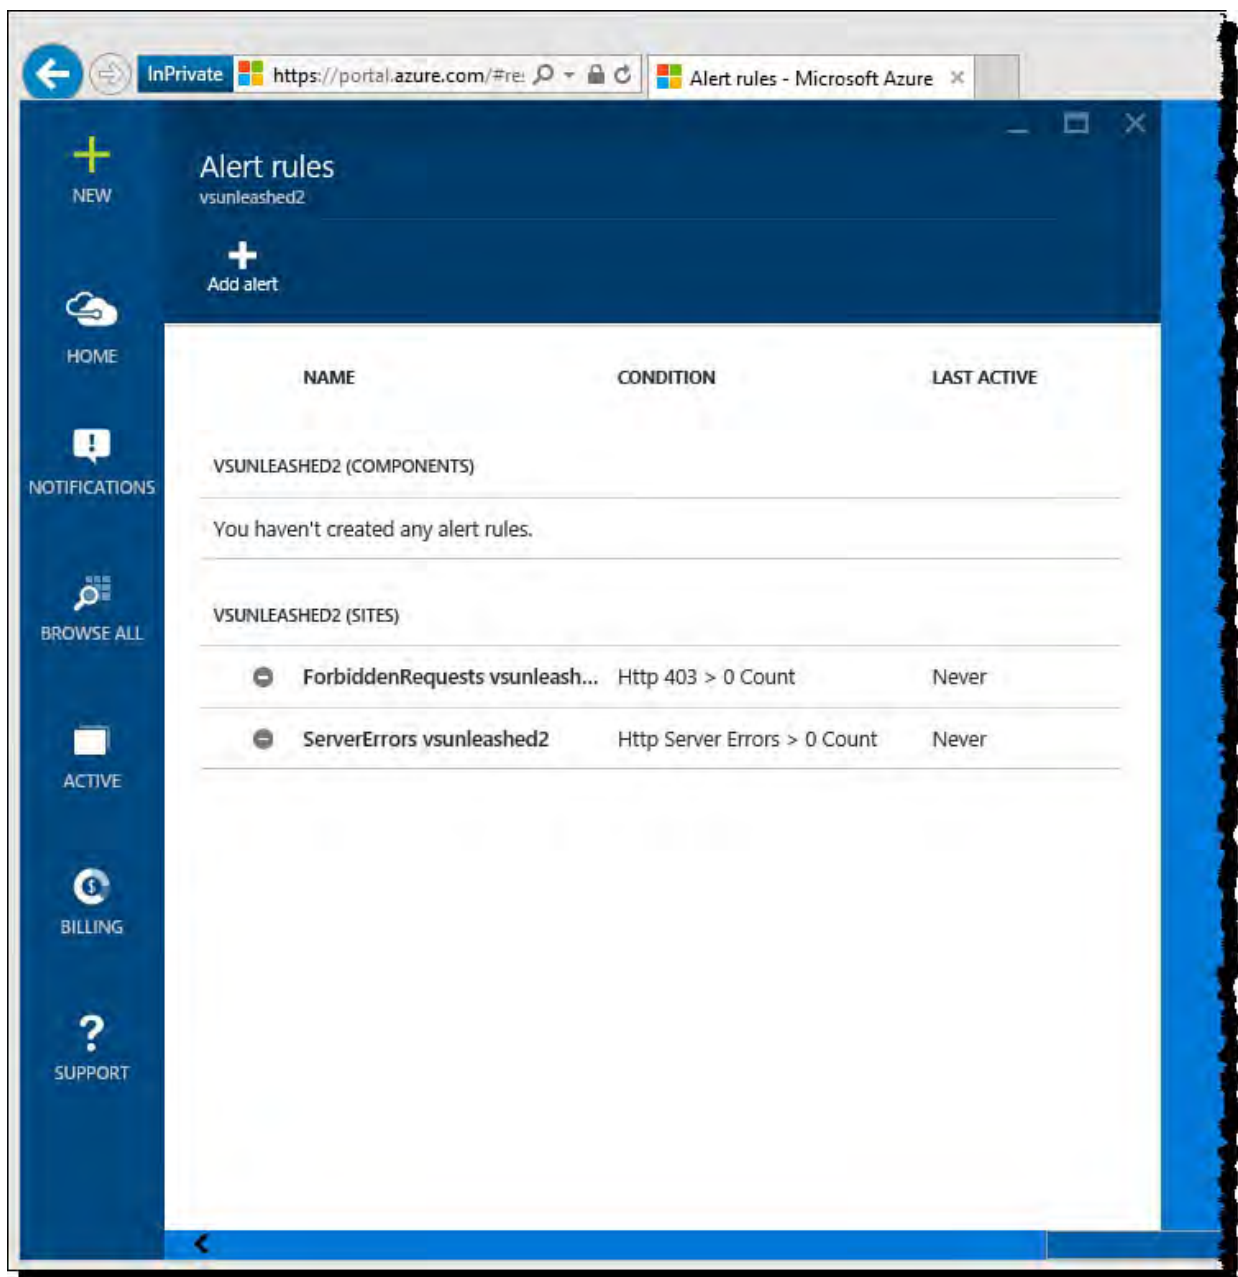 InPrivate https://portal.azure.com/#re: Alert rules - Microsoft Azure
NEW
Alert rules
vsunleashed2
Add alert
HOME
NAME CONDITION LAST ACTIVE
NOTIFICATIONS
VSUNLEASHED2 (COMPONENTS)
You haven't created any alert rules.
BROWSE ALL
VSUNLEASHED2 (SITES)
ForbiddenRequests vsunleash... Http 403 > 0 Count Never
ServerErrors vsunleashed2 Http Server Errors > 0 Count Never
ACTIVE
BILLING
SUPPORT